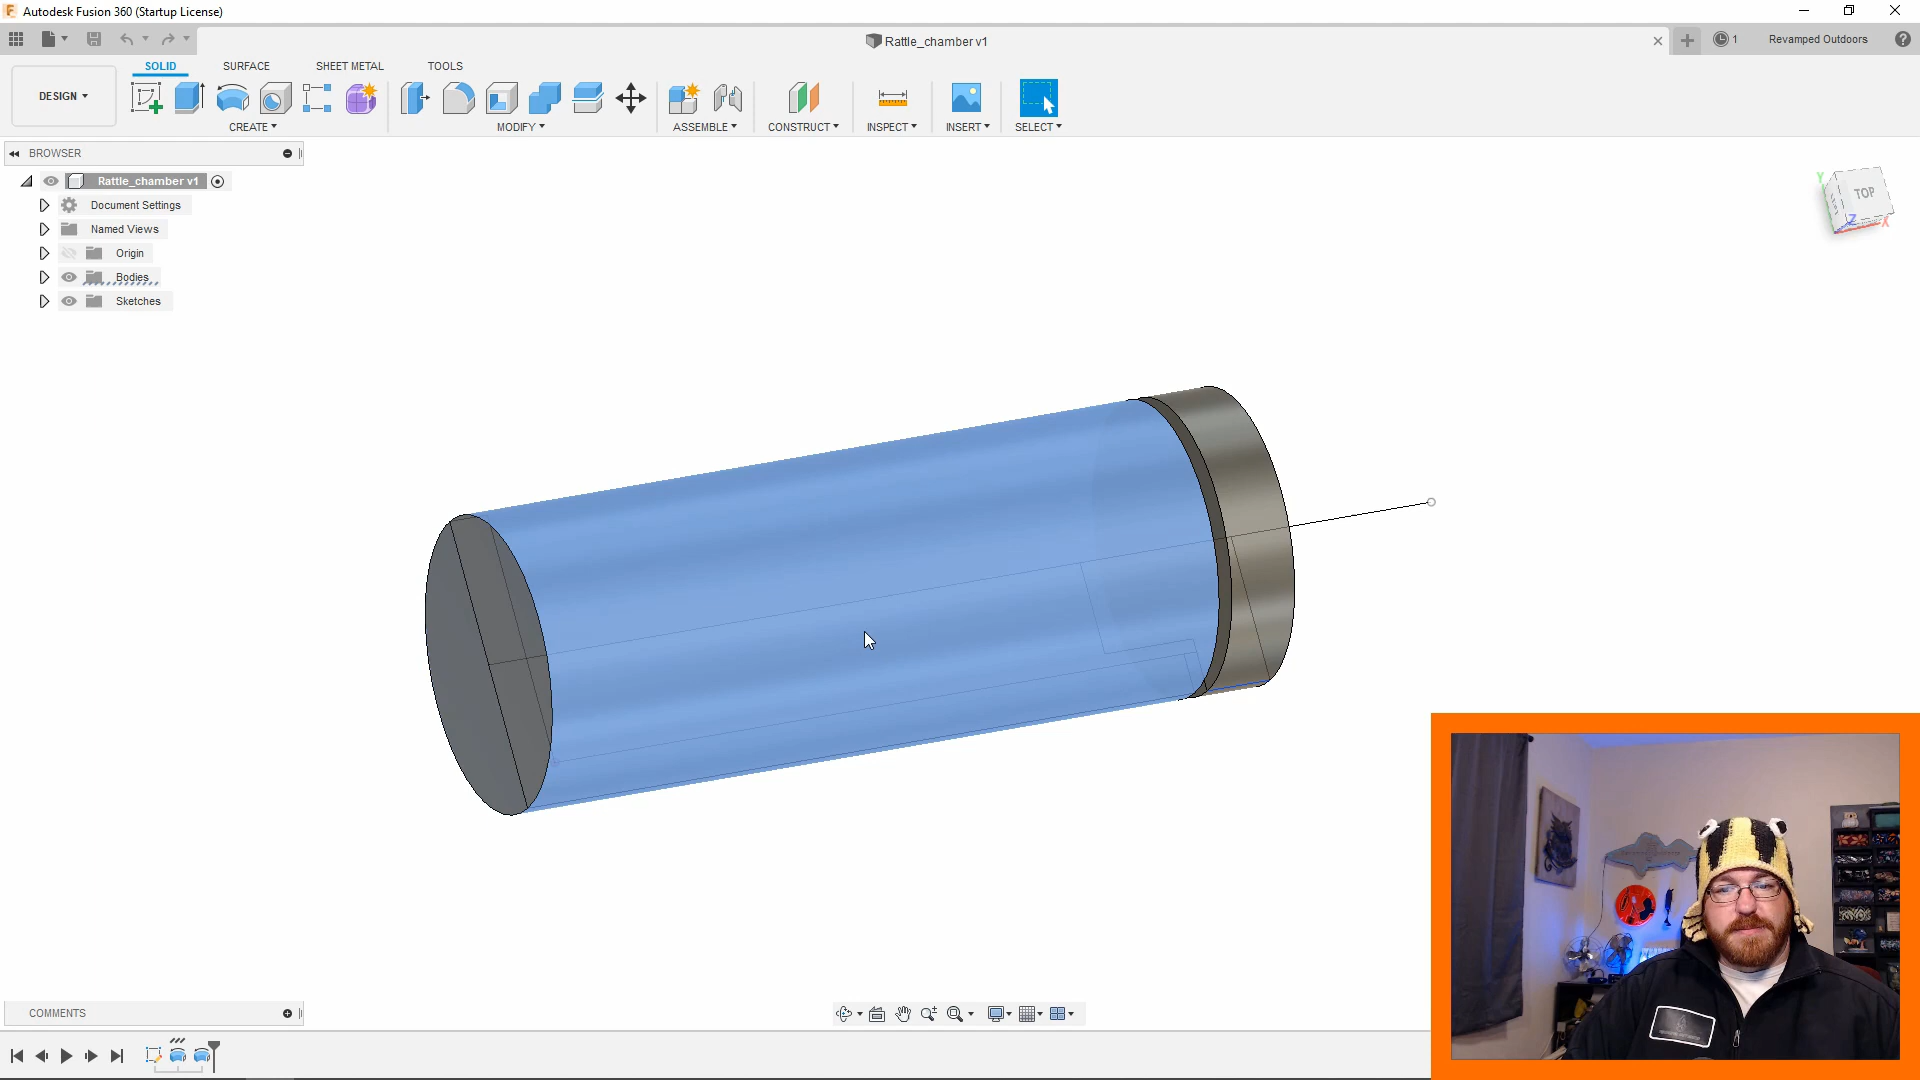 Autodesk Fusion 360 (Startup License)
Rattle_chamber v1
1
Revamped Outdoors
SOLID
SURFACE
SHEET METAL
TOOLS
DESIGN
CREATE
MODIFY
ASSEMBLE
CONSTRUCT
INSPECT
INSERT
SELECT
BROWSER
Rattle_chamber v1
Document Settings
Named Views
Origin
Bodies
Sketches
TOP
Y
Z
X
COMMENTS